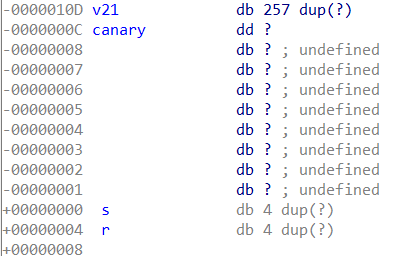 -0000010D v21 db 257 dup(?)
-0000000C canary dd ?
-00000008 db ? ; undefined
-00000007 db ? ; undefined
-00000006 db ? ; undefined
-00000005 db ? ; undefined
-00000004 db ? ; undefined
-00000003 db ? ; undefined
-00000002 db ? ; undefined
-00000001 db ? ; undefined
+00000000 s db 4 dup(?)
+00000004 r db 4 dup(?)
+00000008